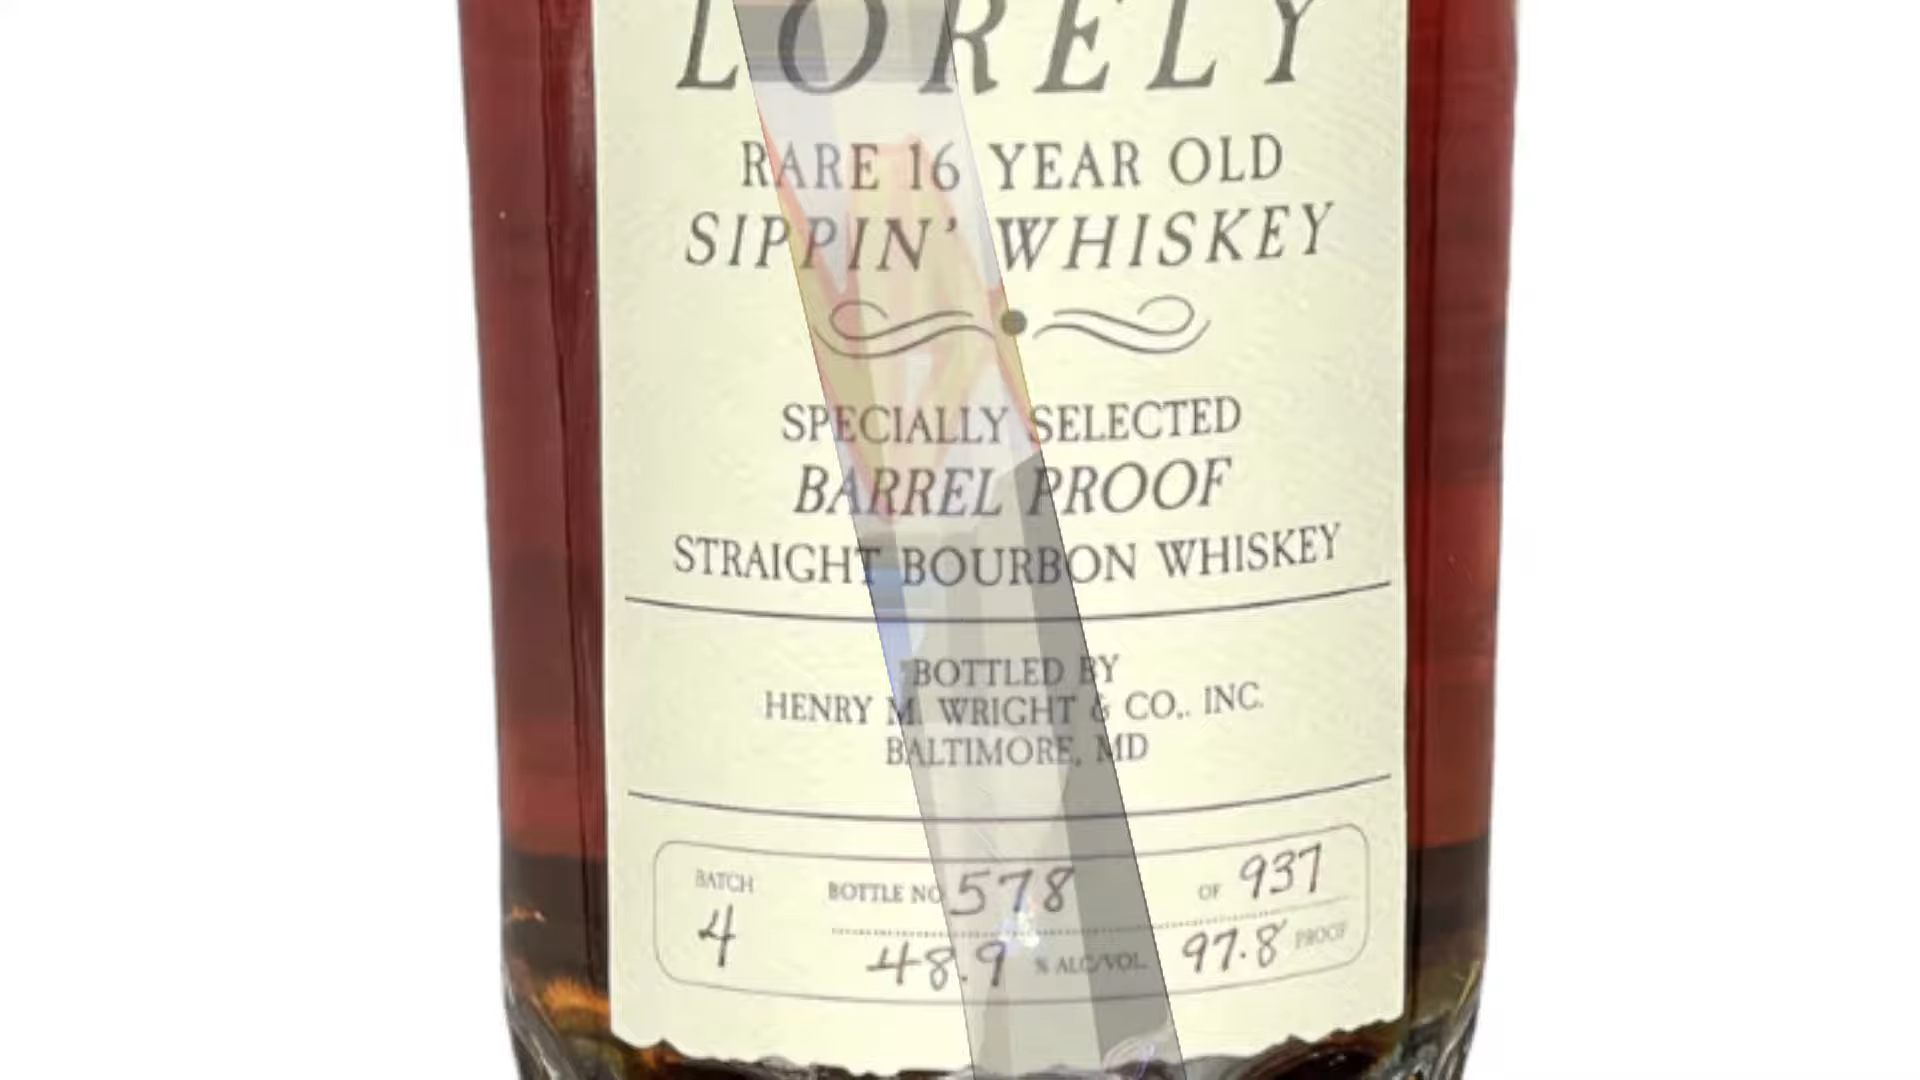 LORELY
RARE 16 YEAR OLD
SIPPIN' WHISKEY
SPECIALLY SELECTED
BARREL PROOF
STRAIGHT BOURBON WHISKEY
BOTTLED BY
HENRY M. WRIGHT & CO,. INC.
BALTIMORE, MD
BATCH 4 BOTTLE NO 578 OF 937
48.9 % ALC/VOL. 97.8 PROOF